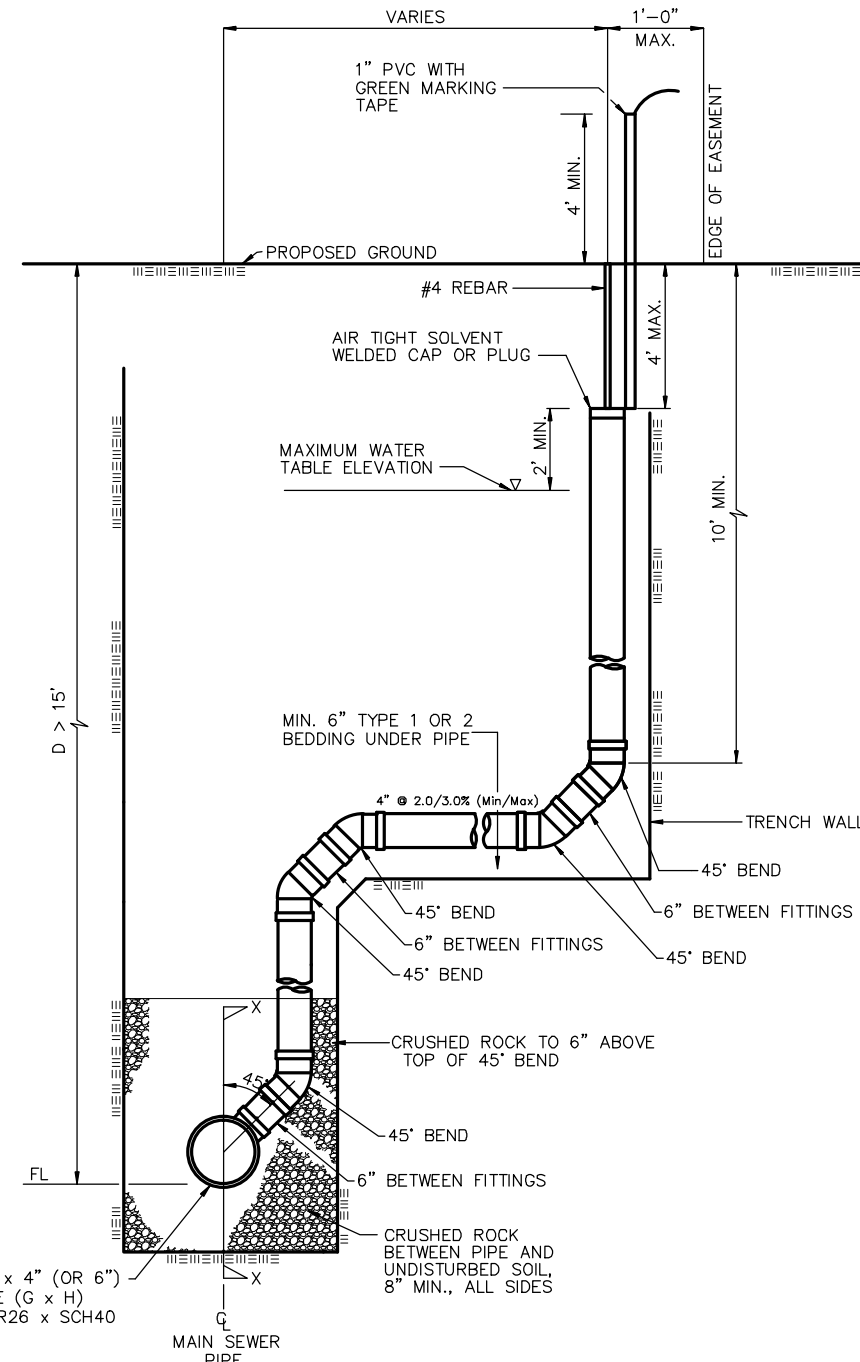 VARIES
1'-0"
MAX.
1" PVC WITH
GREEN MARKING
TAPE
EDGE OF EASEMENT
4' MIN.
PROPOSED GROUND
#4 REBAR
4' MAX.
AIR TIGHT SOLVENT
WELDED CAP OR PLUG
2' MIN.
MAXIMUM WATER
TABLE ELEVATION
10' MIN.
D > 15'
MIN. 6" TYPE 1 OR 2
BEDDING UNDER PIPE
4" @ 2.0/3.0% (Min/Max)
TRENCH WALL
45° BEND
6" BETWEEN FITTINGS
45° BEND
45° BEND
6" BETWEEN FITTINGS
45° BEND
X
CRUSHED ROCK TO 6" ABOVE
TOP OF 45° BEND
45°
45° BEND
6" BETWEEN FITTINGS
FL
CRUSHED ROCK
BETWEEN PIPE AND
UNDISTURBED SOIL,
8" MIN., ALL SIDES
x 4" (OR 6")
E (G x H)
R26 x SCH40
X
CL
MAIN SEWER
PIPE